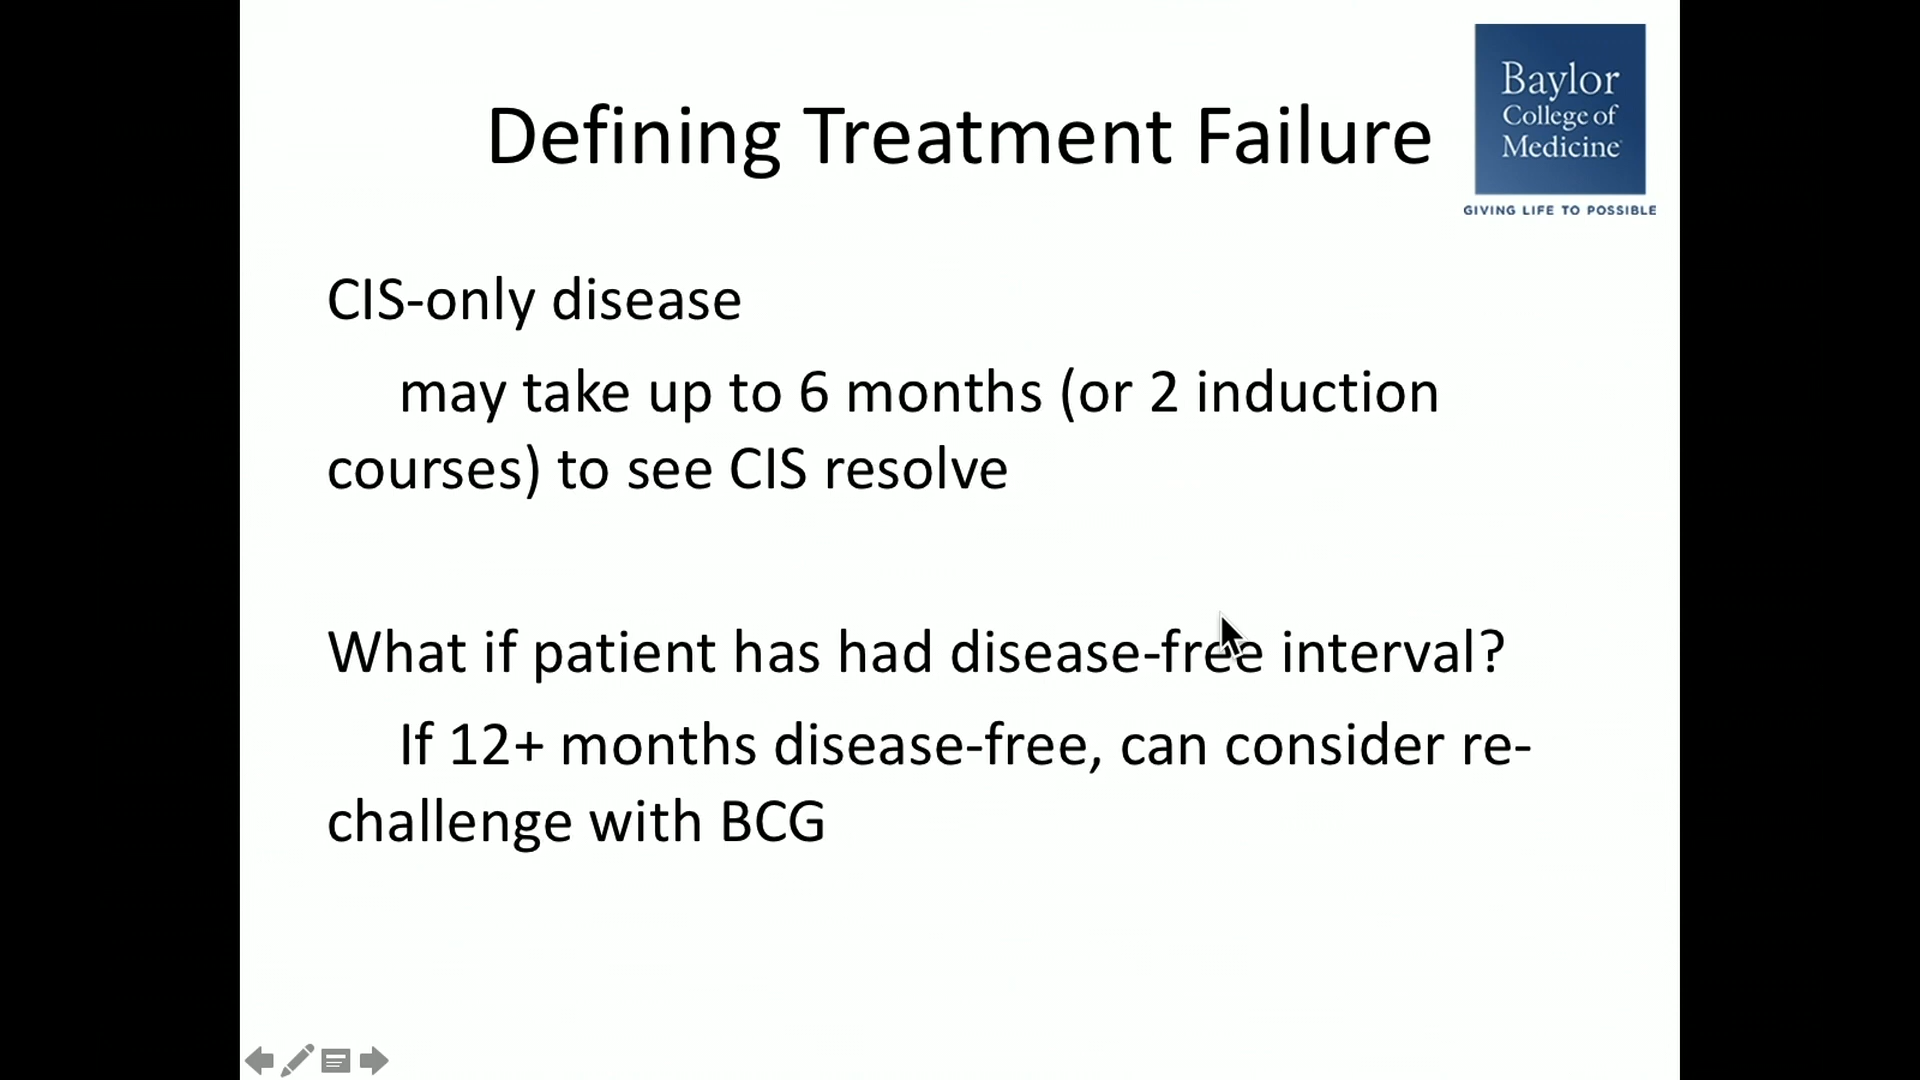 Defining Treatment Failure
Baylor
College of
Medicine
GIVING LIFE TO POSSIBLE
CIS-only disease
may take up to 6 months (or 2 induction
courses) to see CIS resolve
What if patient has had disease-free interval?
If 12+ months disease-free, can consider re-
challenge with BCG